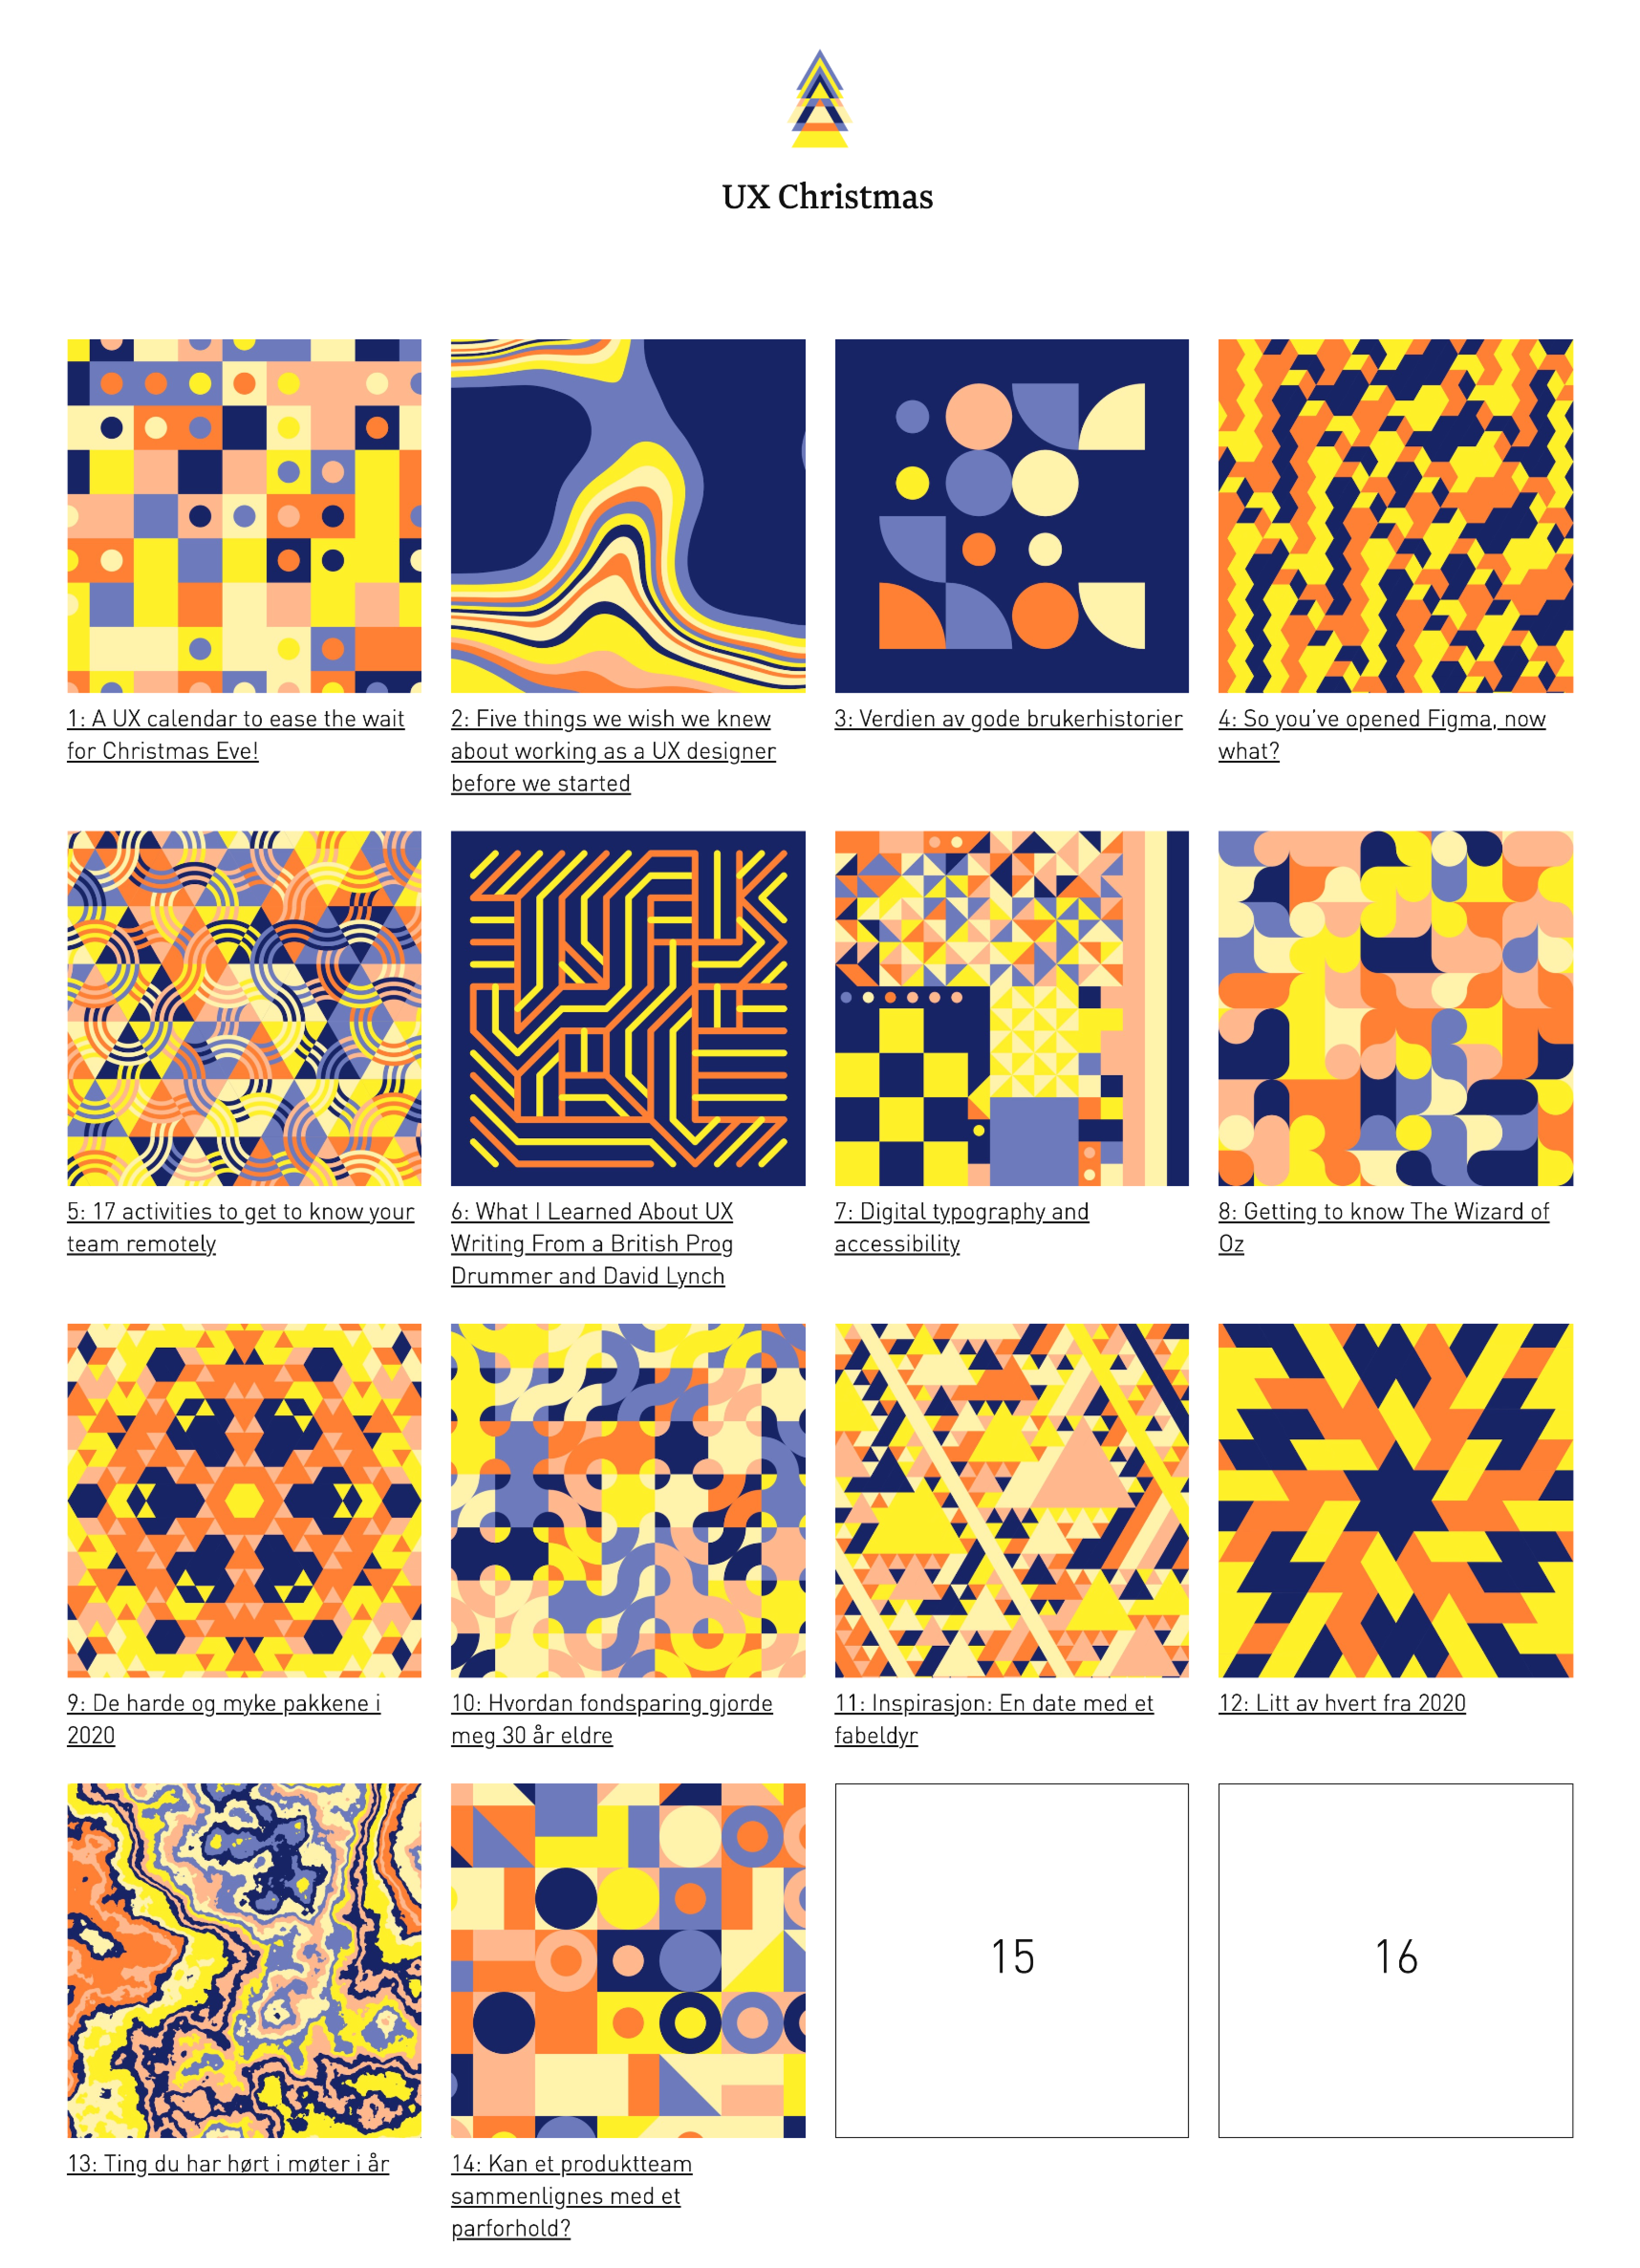 UX Christmas
1: A UX calendar to ease the wait
for Christmas Eve!
2: Five things we wish we knew
about working as a UX designer
before we started
3: Verdien av gode brukerhistorier
4: So you’ve opened Figma, now
what?
5: 17 activities to get to know your
team remotely
6: What I Learned About UX
Writing From a British Prog
Drummer and David Lynch
7: Digital typography and
accessibility
8: Getting to know The Wizard of
Oz
9: De harde og myke pakkene i
2020
10: Hvordan fondsparing gjorde
meg 30 år eldre
11: Inspirasjon: En date med et
fabeldyr
12: Litt av hvert fra 2020
13: Ting du har hørt i møter i år
14: Kan et produktteam
sammenlignes med et
parforhold?
15
16